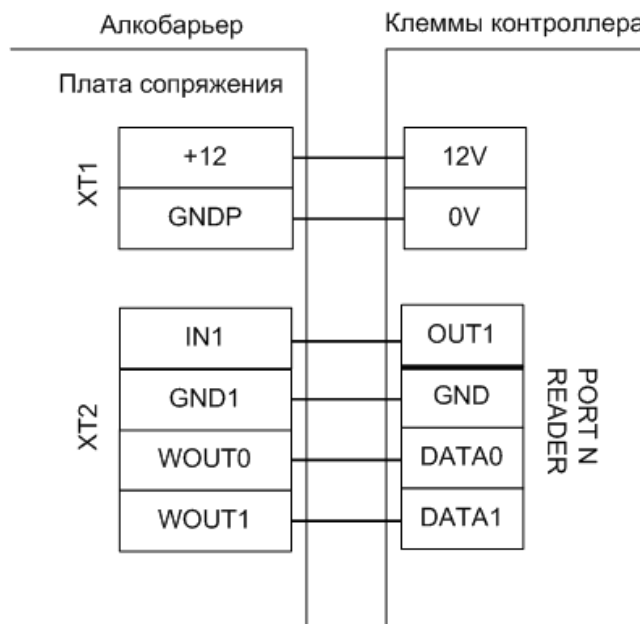 Алкобарьер
Клеммы контроллера
Плата сопряжения
XT1
+12
12V
GNDP
0V
XT2
IN1
OUT1
GND1
GND
WOUT0
DATA0
WOUT1
DATA1
PORT N
READER